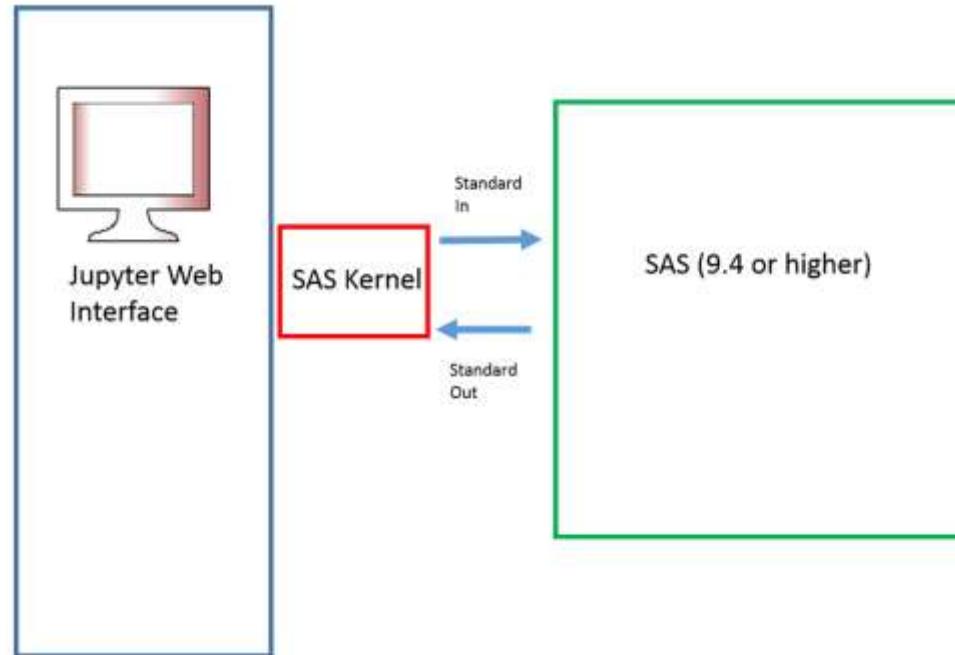 Jupyter Web
Interface
SAS Kernel
Standard
In
Standard
Out
SAS (9.4 or higher)